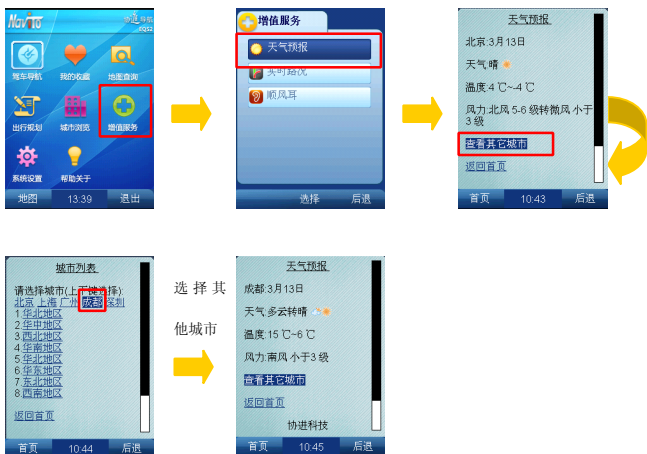 Navito
协进导航
EQ52
驾车导航 我的收藏 地图查询
出行规划 城市浏览 增值服务
系统设置 帮助关于
地图 13:39 退出
增值服务
天气预报
实时路况
顺风耳
选择 后退
天气预报
北京:3月13日
天气:晴
温度:4℃~-4℃
风力:北风 5-6 级转微风 小于
3 级
查看其它城市
返回首页
首页 10:43 后退
城市列表
请选择城市(上下键选择):
北京 上海 广州 成都 深圳
1.华北地区
2.华中地区
3.西北地区
4.华南地区
5.华北地区
6.华东地区
7.东北地区
8.西南地区
返回首页
首页 10:44 后退
选择其
他城市
天气预报
成都:3月13日
天气:多云转晴
温度:15℃~6℃
风力:南风 小于3 级
查看其它城市
返回首页
协进科技
首页 10:45 后退